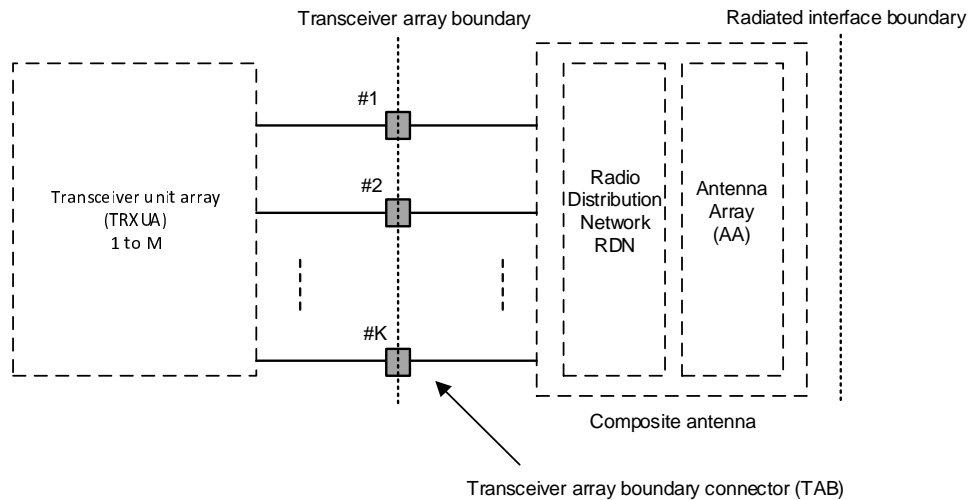 Transceiver array boundary
Radiated interface boundary
#1
#2
#K
Transceiver unit array
(TRXUA)
1 to M
Radio
Distribution
Network
RDN
Antenna
Array
(AA)
Composite antenna
Transceiver array boundary connector (TAB)